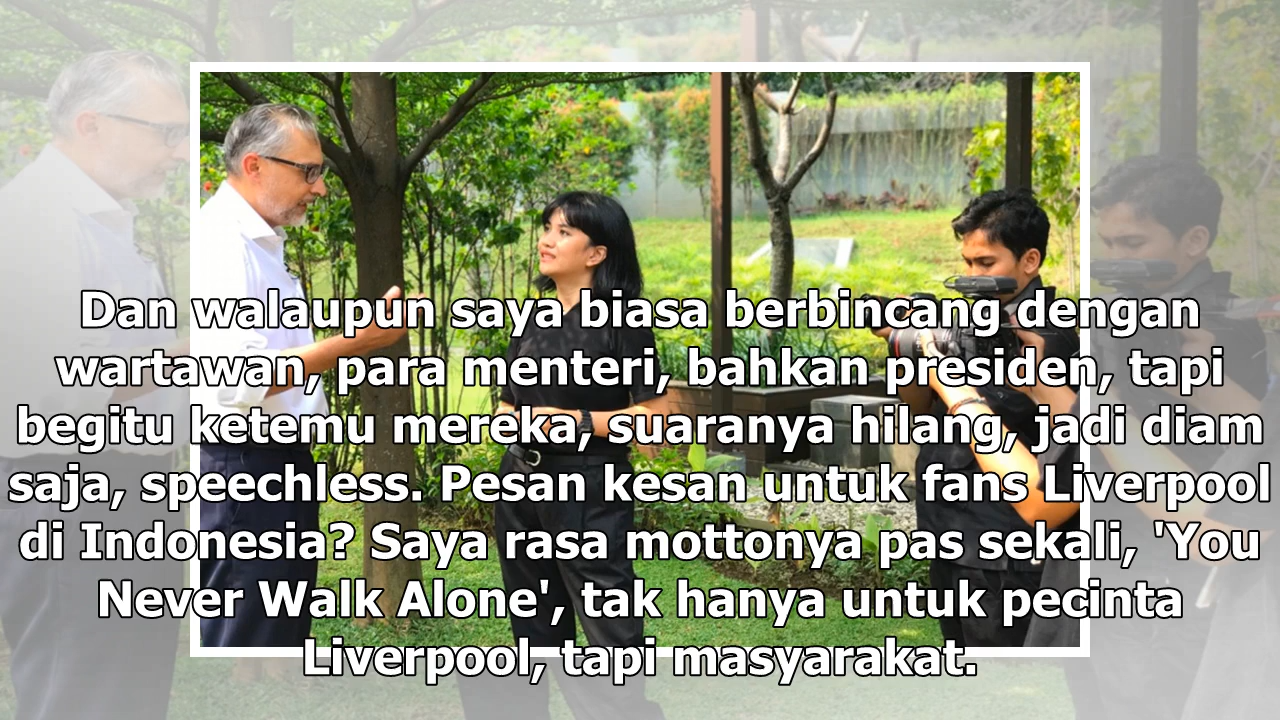 Dan walaupun saya biasa berbincang dengan
wartawan, para menteri, bahkan presiden, tapi
begitu ketemu mereka, suaranya hilang, jadi diam
saja, speechless. Pesan kesan untuk fans Liverpool
di Indonesia? Saya rasa mottonya pas sekali, 'You
Never Walk Alone', tak hanya untuk pecinta
Liverpool, tapi masyarakat.